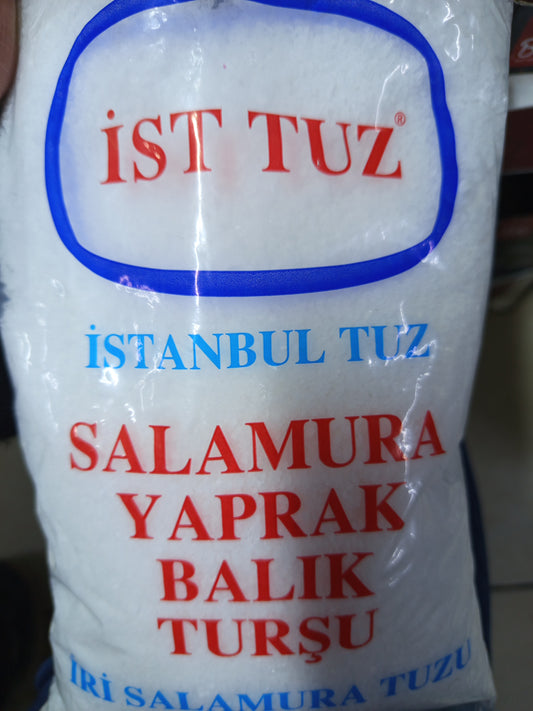 İST TUZ®
İSTANBUL TUZ
SALAMURA
YAPRAK
BALIK
TURŞU
İRİ SALAMURA TUZU